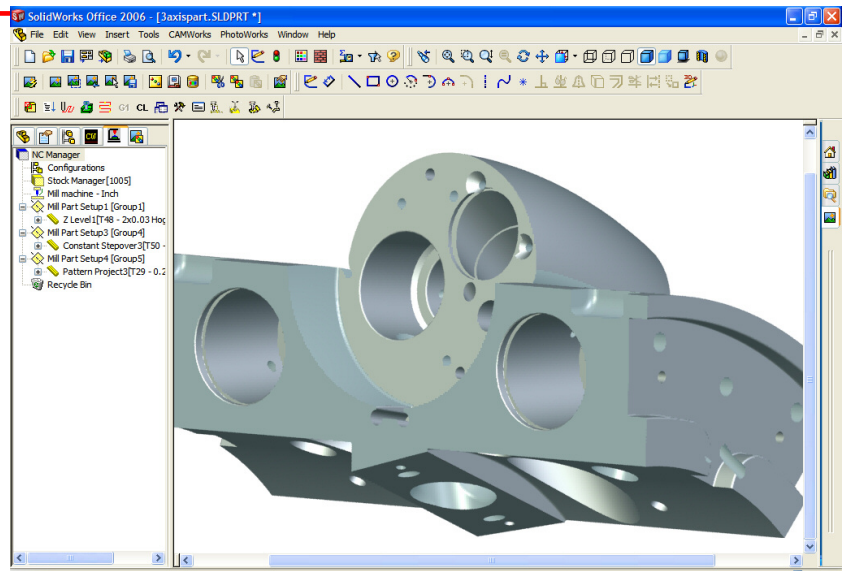 SolidWorks Office 2006 - [3axispart.SLDPRT *]
File Edit View Insert Tools CAMWorks PhotoWorks Window Help
G1 CL
NC Manager
Configurations
Stock Manager[1005]
Mill machine - Inch
Mill Part Setup1 [Group1]
Z Level1[T48 - 2x0.03 Hog
Mill Part Setup3 [Group4]
Constant Stepover3[T50 -
Mill Part Setup4 [Group5]
Pattern Project3[T29 - 0.2
Recycle Bin